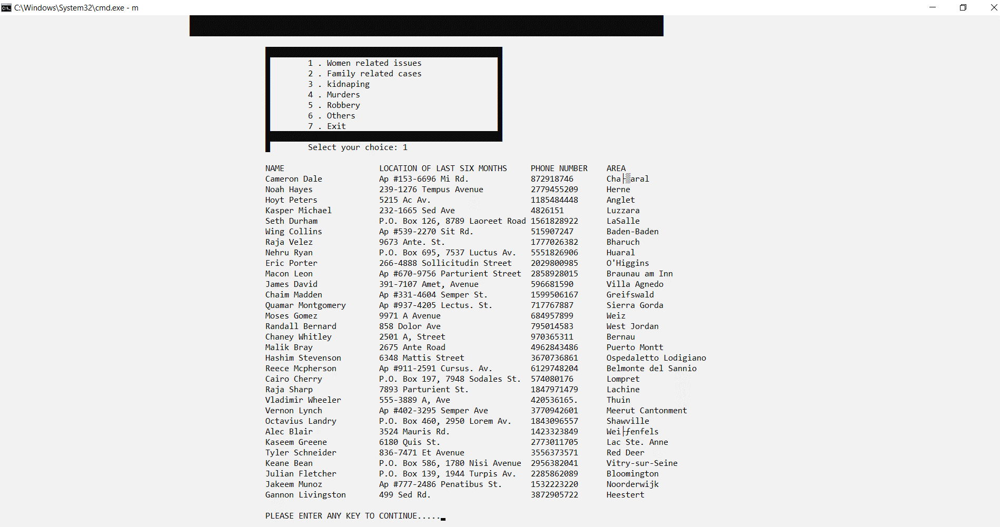 C:\Windows\System32\cmd.exe - m
1 . Women related issues
2 . Family related cases
3 . kidnaping
4 . Murders
5 . Robbery
6 . Others
7 . Exit
Select your choice: 1
NAME LOCATION OF LAST SIX MONTHS PHONE NUMBER AREA
Cameron Dale Ap #153-6696 Mi Rd. 872918746 Cha├▒aral
Noah Hayes 239-1276 Tempus Avenue 2779455209 Herne
Hoyt Peters 5215 Ac Av. 1185484448 Anglet
Kasper Michael 232-1665 Sed Ave 4826151 Luzzara
Seth Durham P.O. Box 126, 8789 Laoreet Road 1561828922 LaSalle
Wing Collins Ap #539-2270 Sit Rd. 515907247 Baden-Baden
Raja Velez 9673 Ante. St. 1777026382 Bharuch
Nehru Ryan P.O. Box 695, 7537 Luctus Av. 5551826906 Huaral
Eric Porter 266-4888 Sollicitudin Street 2029800985 O'Higgins
Macon Leon Ap #670-9756 Parturient Street 2858928015 Braunau am Inn
James David 391-7107 Amet, Avenue 596681590 Villa Agnedo
Chaim Madden Ap #331-4604 Semper St. 1599506167 Greifswald
Quamar Montgomery Ap #937-4205 Lectus. St. 717767887 Sierra Gorda
Moses Gomez 9971 A Avenue 684957899 Weiz
Randall Bernard 858 Dolor Ave 795014583 West Jordan
Chaney Whitley 2501 A, Street 970365311 Bernau
Malik Bray 2675 Ante Road 4962843486 Puerto Montt
Hashim Stevenson 6348 Mattis Street 3670736861 Ospedaletto Lodigiano
Reece Mcpherson Ap #911-2591 Cursus. Av. 6129748204 Belmonte del Sannio
Cairo Cherry P.O. Box 197, 7948 Sodales St. 574080176 Lompret
Raja Sharp 7893 Parturient St. 1847971479 Lachine
Vladimir Wheeler 555-3889 A, Ave 420536165. Thuin
Vernon Lynch Ap #402-3295 Semper Ave 3770942601 Meerut Cantonment
Octavius Landry P.O. Box 460, 2950 Lorem Av. 1843096557 Shawville
Alec Blair 3524 Mauris Rd. 1423323849 Wei├ƒenfels
Kaseem Greene 6180 Quis St. 2773011705 Lac Ste. Anne
Tyler Schneider 836-7471 Et Avenue 3556373571 Red Deer
Keane Bean P.O. Box 586, 1780 Nisi Avenue 2956382041 Vitry-sur-Seine
Julian Fletcher P.O. Box 139, 1944 Turpis Av. 2285862089 Bloomington
Jakeem Munoz Ap #777-2486 Penatibus St. 1532223220 Noorderwijk
Gannon Livingston 499 Sed Rd. 3872905722 Heestert
PLEASE ENTER ANY KEY TO CONTINUE.....